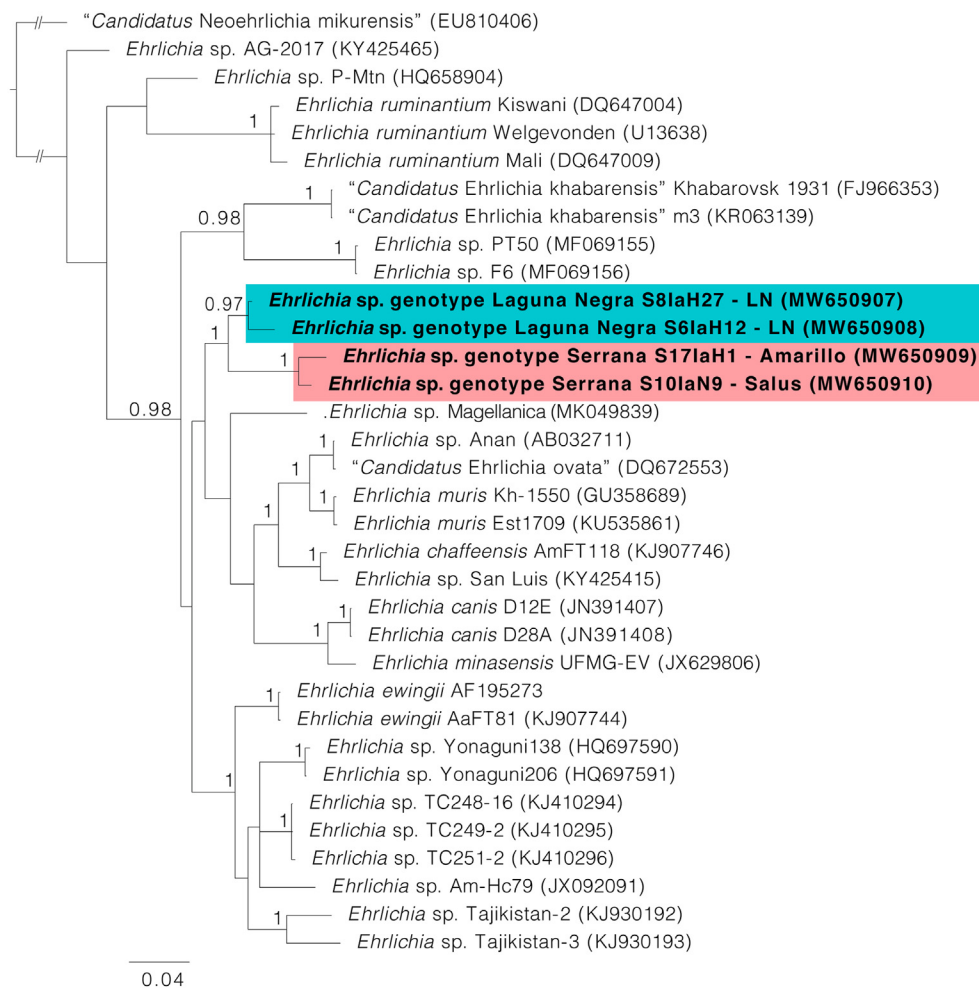 “Candidatus Neoehrlichia mikurensis” (EU810406)
Ehrlichia sp. AG-2017 (KY425465)
Ehrlichia sp. P-Mtn (HQ658904)
Ehrlichia ruminantium Kiswani (DQ647004)
1
Ehrlichia ruminantium Welgevonden (U13638)
Ehrlichia ruminantium Mali (DQ647009)
“Candidatus Ehrlichia khabarensis” Khabarovsk 1931 (FJ966353)
1
0.98
“Candidatus Ehrlichia khabarensis” m3 (KR063139)
Ehrlichia sp. PT50 (MF069155)
1
Ehrlichia sp. F6 (MF069156)
0.97
Ehrlichia sp. genotype Laguna Negra S8IaH27 - LN (MW650907)
Ehrlichia sp. genotype Laguna Negra S6IaH12 - LN (MW650908)
1
1
Ehrlichia sp. genotype Serrana S17IaH1 - Amarillo (MW650909)
Ehrlichia sp. genotype Serrana S10IaN9 - Salus (MW650910)
0.98
.Ehrlichia sp. Magellanica (MK049839)
1
Ehrlichia sp. Anan (AB032711)
1
“Candidatus Ehrlichia ovata” (DQ672553)
1
Ehrlichia muris Kh-1550 (GU358689)
1
Ehrlichia muris Est1709 (KU535861)
1
Ehrlichia chaffeensis AmFT118 (KJ907746)
Ehrlichia sp. San Luis (KY425415)
1
Ehrlichia canis D12E (JN391407)
1
Ehrlichia canis D28A (JN391408)
Ehrlichia minasensis UFMG-EV (JX629806)
1
Ehrlichia ewingii AF195273
Ehrlichia ewingii AaFT81 (KJ907744)
1
Ehrlichia sp. Yonaguni138 (HQ697590)
1
Ehrlichia sp. Yonaguni206 (HQ697591)
Ehrlichia sp. TC248-16 (KJ410294)
1
Ehrlichia sp. TC249-2 (KJ410295)
Ehrlichia sp. TC251-2 (KJ410296)
Ehrlichia sp. Am-Hc79 (JX092091)
1
Ehrlichia sp. Tajikistan-2 (KJ930192)
Ehrlichia sp. Tajikistan-3 (KJ930193)
0.04